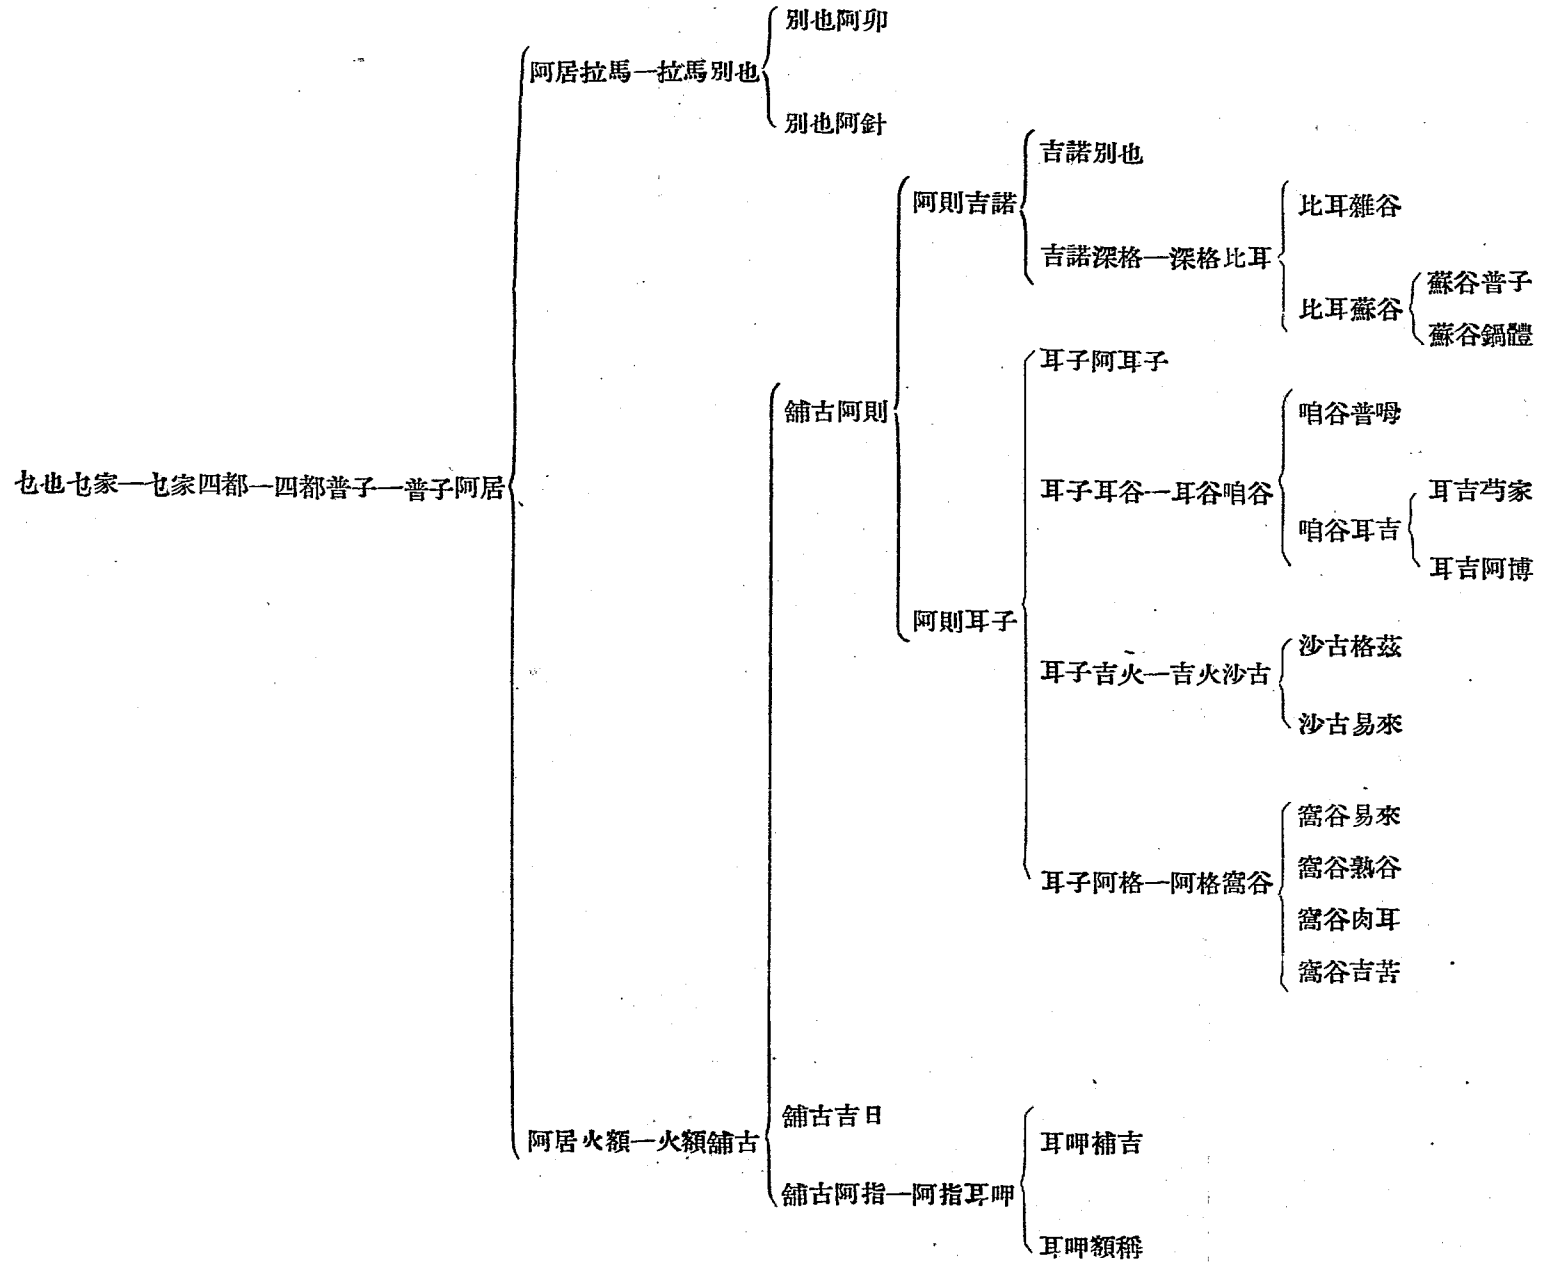 別也阿卯
阿居拉馬—拉馬別也
別也阿針
吉諾別也
阿則吉諾
比耳雜谷
吉諾深格—深格比耳
蘇谷普子
比耳蘇谷
蘇谷鍋體
耳子阿耳子
舖古阿則
咱谷普呣
乜也乜家—乜家四都—四都普子—普子阿居
耳子耳谷—耳谷咱谷
耳吉芍家
咱谷耳吉
耳吉阿博
阿則耳子
沙古格茲
耳子吉火—吉火沙古
沙古易來
窩谷易來
窩谷熟谷
耳子阿格—阿格窩谷
窩谷肉耳
窩谷吉苦
舖古吉日
阿居火額—火額舖古
耳呷補吉
舖古阿指—阿指耳呷
耳呷額稱